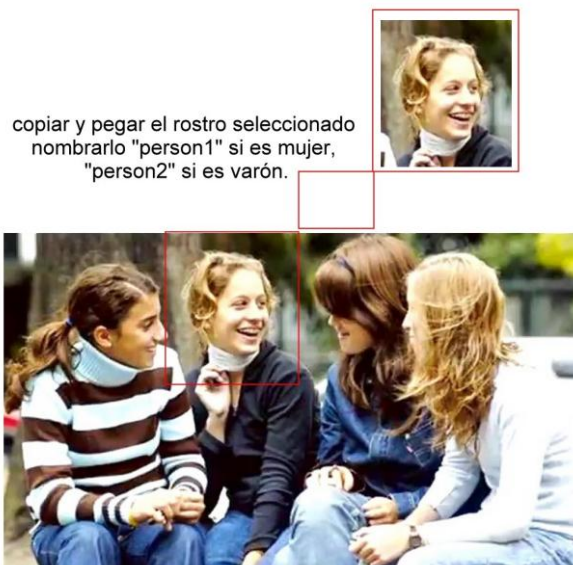 copiar y pegar el rostro seleccionado
nombrarlo "person1" si es mujer,
"person2" si es varón.